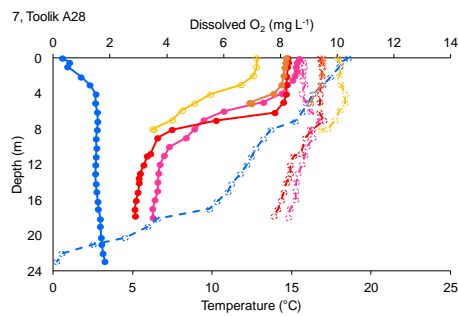 7, Toolik A28
Dissolved O₂ (mg L⁻¹)
0 2 4 6 8 10 12 14
0
4
8
12
16
20
24
Depth (m)
0 5 10 15 20 25
Temperature (°C)